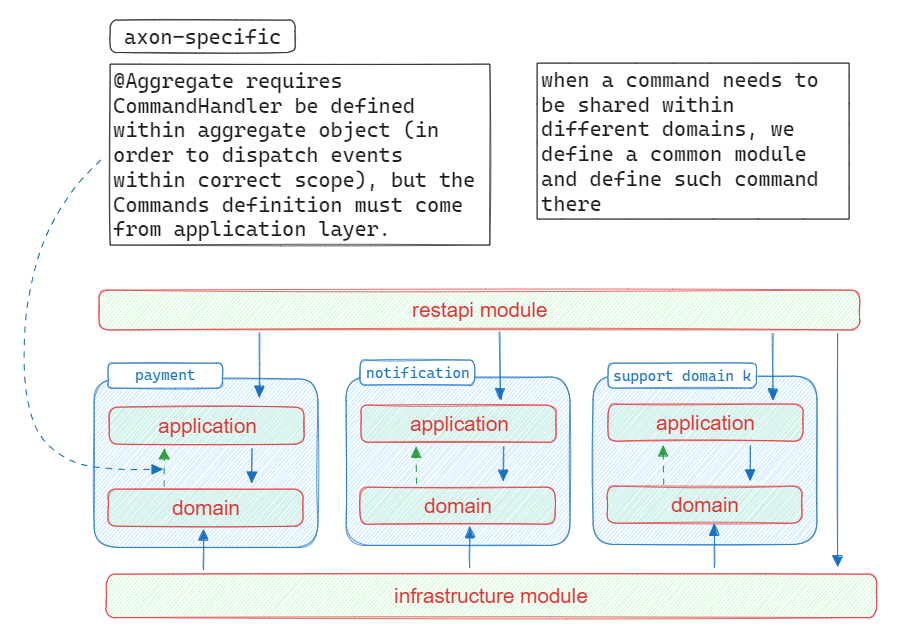 axon-specific
@Aggregate requires
CommandHandler be defined
within aggregate object (in
order to dispatch events
within correct scope), but the
Commands definition must come
from application layer.
when a command needs to
be shared within
different domains, we
define a common module
and define such command
there
restapi module
payment
notification
support domain k
application
application
application
domain
domain
domain
infrastructure module